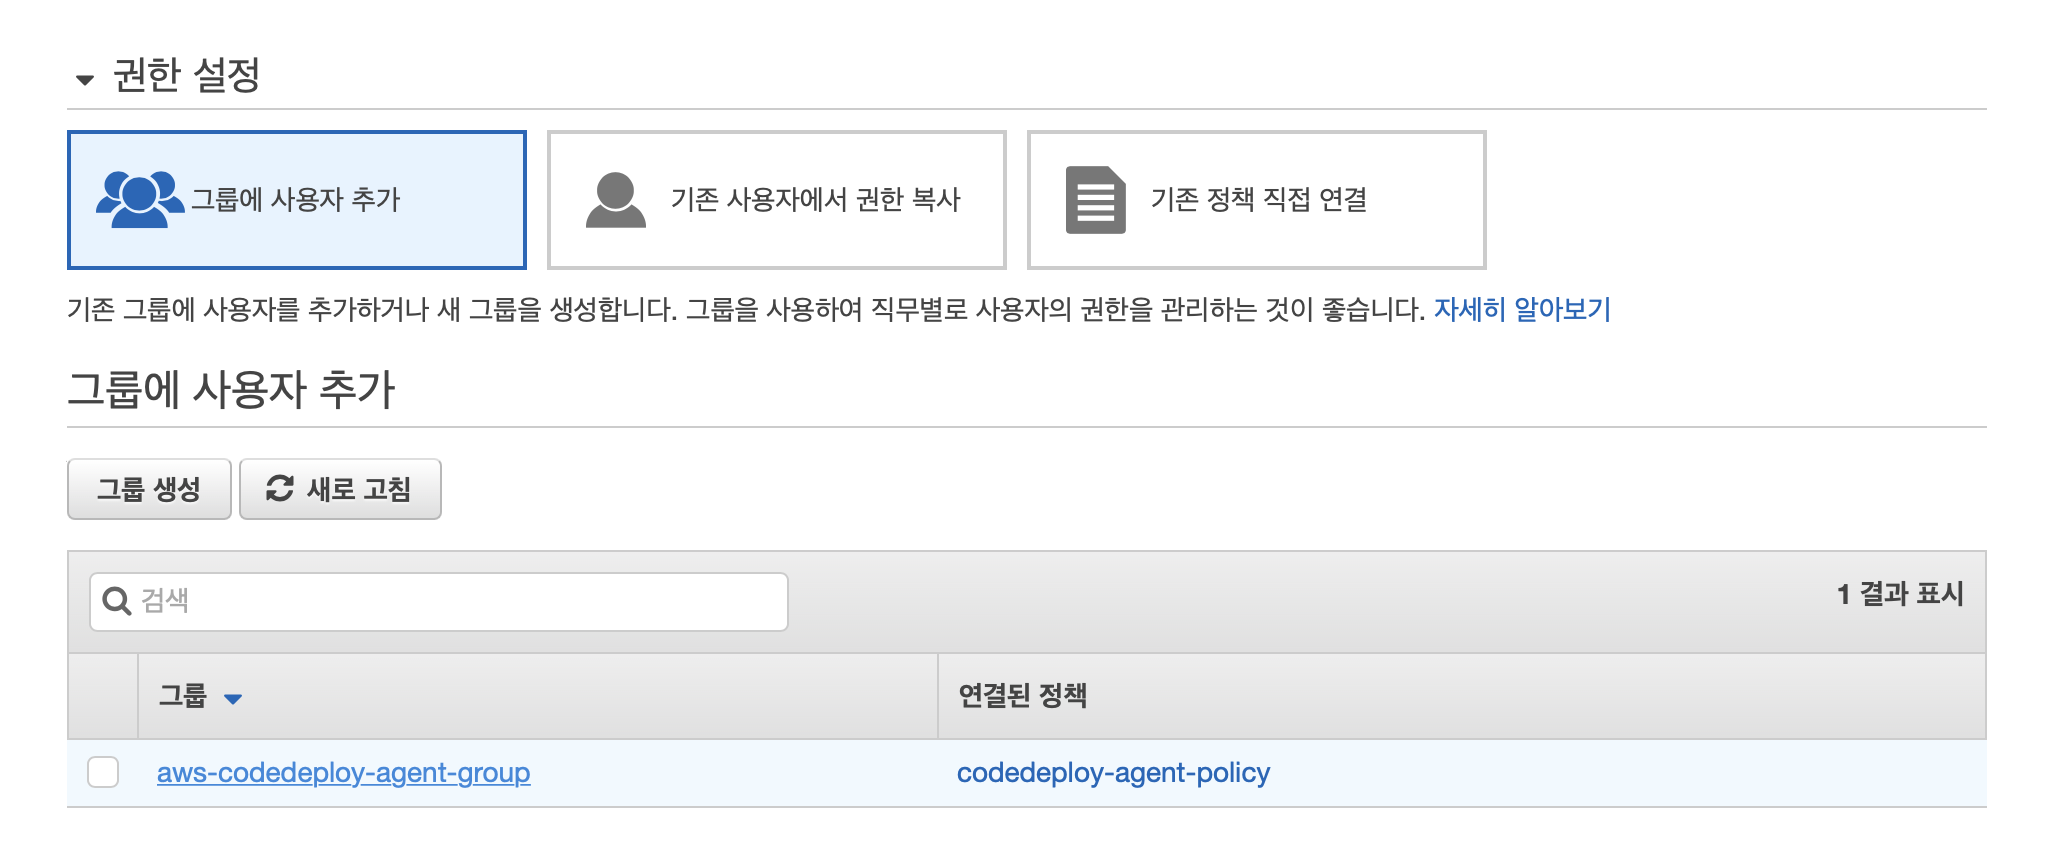 권한 설정
그룹에 사용자 추가
기존 사용자에서 권한 복사
기존 정책 직접 연결
기존 그룹에 사용자를 추가하거나 새 그룹을 생성합니다. 그룹을 사용하여 직무별로 사용자의 권한을 관리하는 것이 좋습니다. 자세히 알아보기
그룹에 사용자 추가
그룹 생성
새로 고침
검색
1 결과 표시
그룹
연결된 정책
aws-codedeploy-agent-group
codedeploy-agent-policy